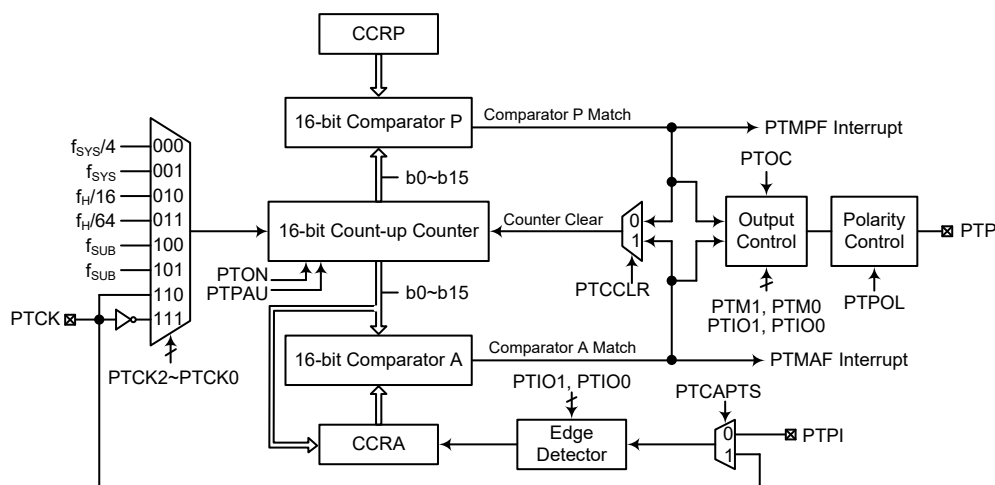 CCRP
16-bit Comparator P
Comparator P Match
PTMPF Interrupt
b0~b15
fSYS/4
000
fSYS
001
fH/16
010
fH/64
011
fSUB
100
fSUB
101
110
111
PTCK
PTCK2~PTCK0
16-bit Count-up Counter
Counter Clear
0
1
PTCCLR
PTON
PTPAU
b0~b15
PTOC
Output
Control
PTM1, PTM0
PTIO1, PTIO0
Polarity
Control
PTPOL
PTP
16-bit Comparator A
Comparator A Match
PTMAF Interrupt
CCRA
PTIO1, PTIO0
Edge
Detector
PTCAPTS
0
1
PTPI